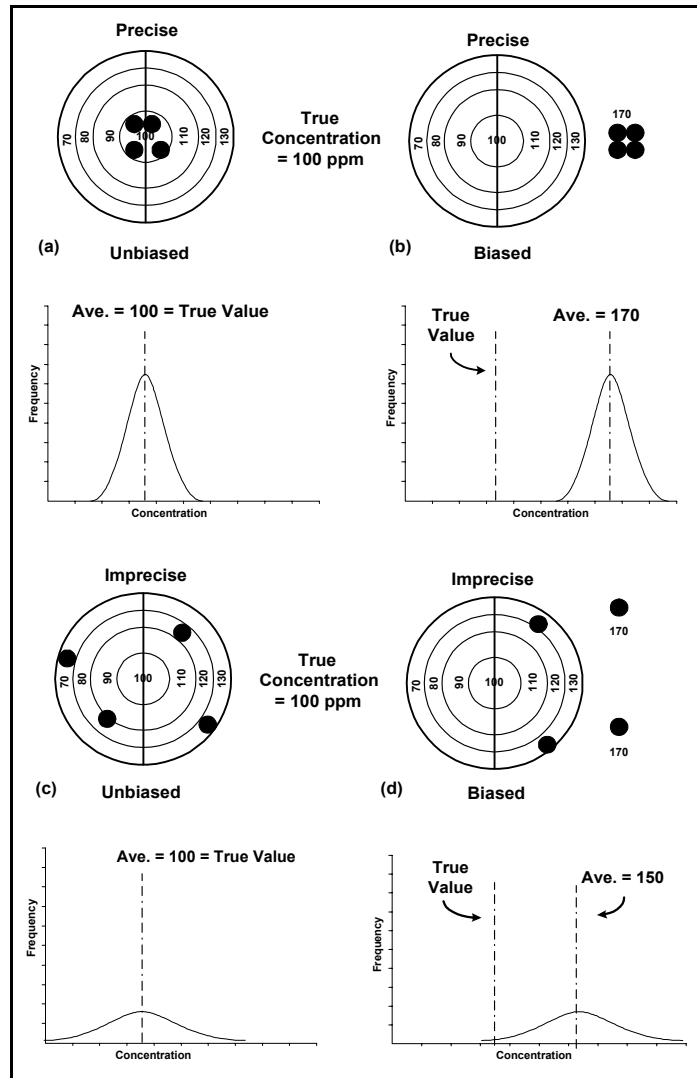 Precise
70 80 90 100 110 120 130
(a)
Unbiased
True
Concentration
= 100 ppm
Precise
70 80 90 100 110 120 130
170
(b)
Biased
Ave. = 100 = True Value
Frequency
Concentration
True
Value
Ave. = 170
Frequency
Concentration
Imprecise
70 80 90 100 110 120 130
(c)
Unbiased
True
Concentration
= 100 ppm
Imprecise
70 80 90 100 110 120 130
170
170
(d)
Biased
Ave. = 100 = True Value
Frequency
Concentration
True
Value
Ave. = 150
Frequency
Concentration